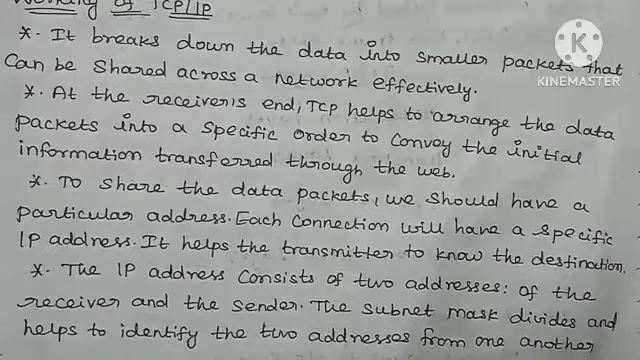 Working of TCP/IP
*. It breaks down the data into smaller packets that
Can be shared across a network effectively.
*. At the receiver's end, TCP helps to arrange the data
packets into a specific order to convey the initial
information transferred through the web.
*. To share the data packets, we should have a
particular address. Each connection will have a specific
IP address. It helps the transmitter to know the destination.
*. The IP address consists of two addresses: of the
receiver and the sender. The subnet mask divides and
helps to identify the two addresses from one another
K
KINEMASTER